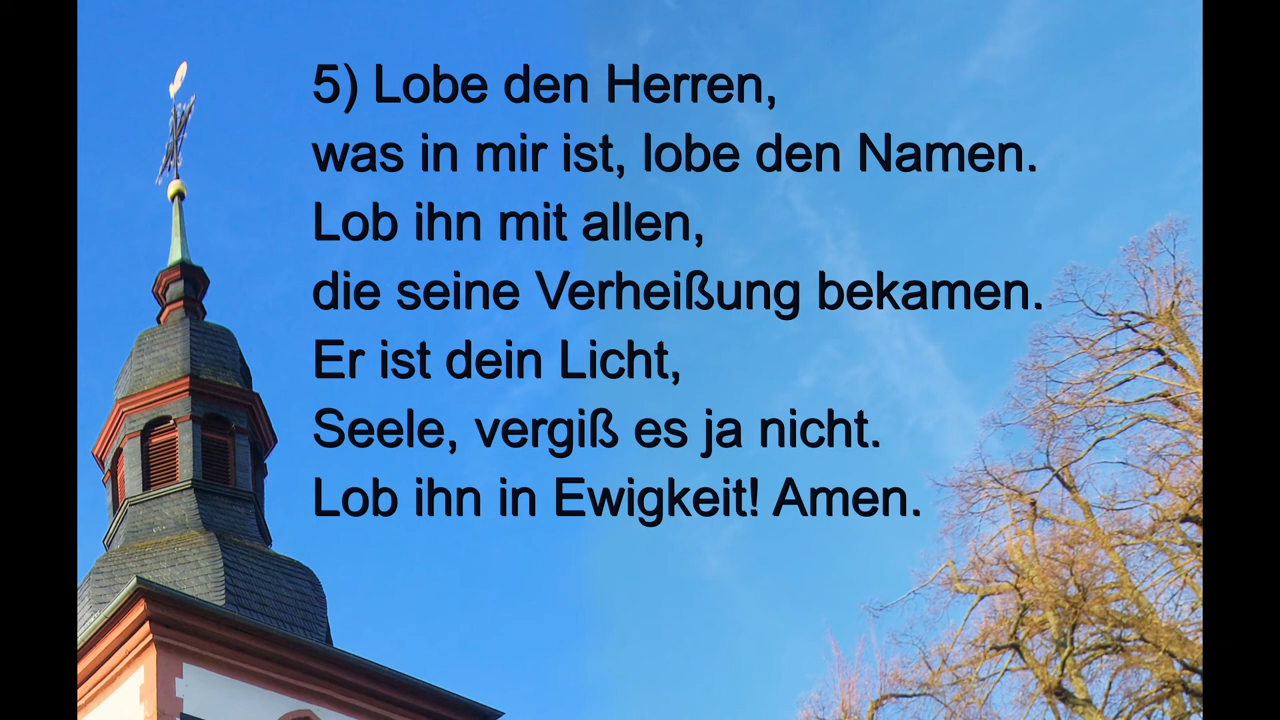 5) Lobe den Herren,
was in mir ist, lobe den Namen.
Lob ihn mit allen,
die seine Verheißung bekamen.
Er ist dein Licht,
Seele, vergiß es ja nicht.
Lob ihn in Ewigkeit! Amen.